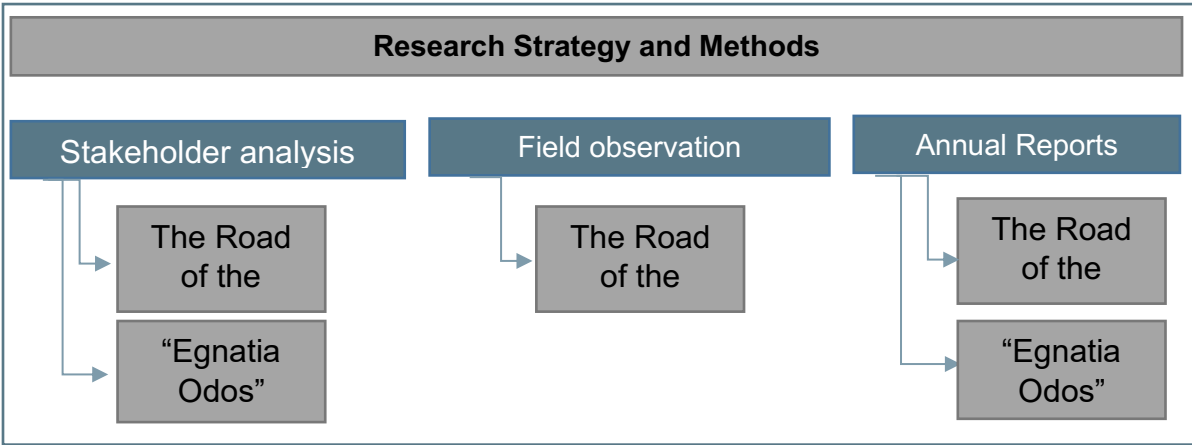 Research Strategy and Methods
Stakeholder analysis
The Road
of the
“Egnatia
Odos”
Field observation
The Road
of the
Annual Reports
The Road
of the
“Egnatia
Odos”